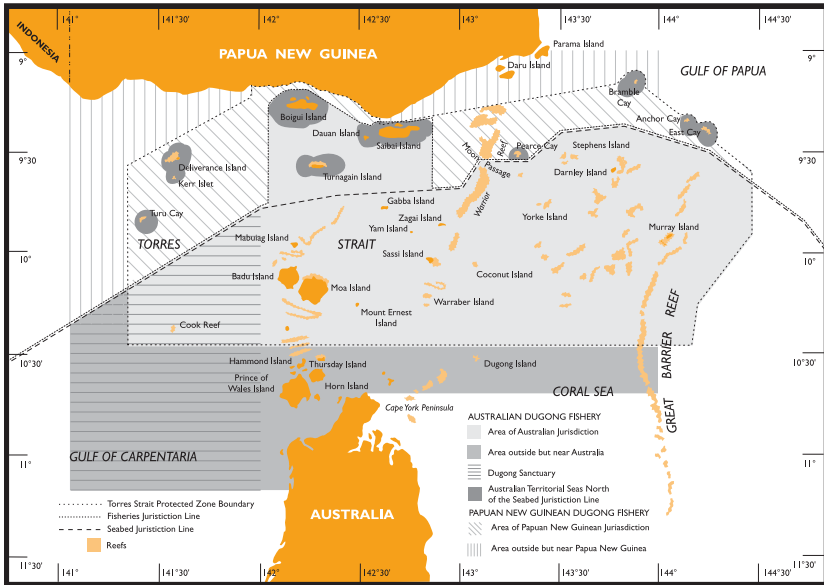 141°
141°30"
142°
142°30"
143°
143°30"
144°
144°30"
INDONESIA
PAPUA NEW GUINEA
Parama Island
Daru Island
9°
9°
GULF OF PAPUA
Bramble
Cay
Boigui Island
Anchor Cay
East Cay
Dauan Island
Saibai Island
Moon
Passage
Reef
Warrior
Pearce Cay
Stephens Island
9°30"
9°30"
Deliverance Island
Kerr Islet
Turnagain Island
Darnley Island
Gabba Island
Turu Cay
Zagai Island
Yam Island
Yorke Island
Murray Island
TORRES
STRAIT
Mabuiag Island
Sassi Island
10°
10°
Badu Island
Moa Island
Coconut Island
Warraber Island
Mount Ernest
Island
Cook Reef
GREAT BARRIER REEF
10°30"
10°30"
Hammond Island
Thursday Island
Dugong Island
Prince of
Wales Island
Horn Island
CORAL SEA
Cape York Peninsula
AUSTRALIAN DUGONG FISHERY
Area of Australian Jurisdiction
Area outside but near Australia
GULF OF CARPENTARIA
11°
11°
Dugong Sanctuary
Australian Territorial Seas North
of the Seabed Juristiction Line
Torres Strait Protected Zone Boundary
Fisheries Juristiction Line
Seabed Juristiction Line
Reefs
AUSTRALIA
PAPUAN NEW GUINEAN DUGONG FISHERY
Area of Papuan New Guinean Jurisdiction
Area outside but near Papua New Guinea
11°30"
11°30"
141°
141°30"
142°
142°30"
143°
143°30"
144°
144°30"